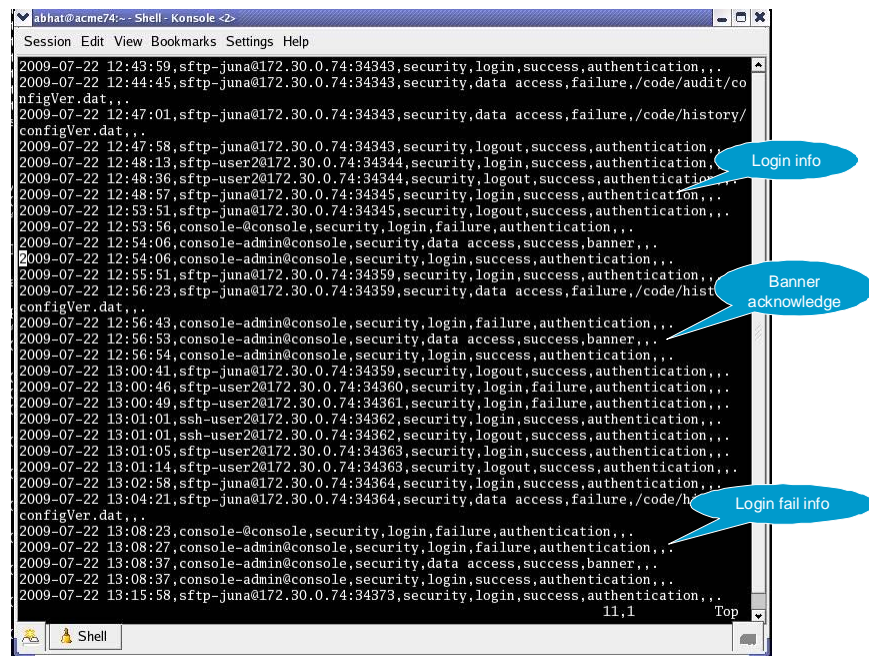 abhat@acme74:~ - Shell - Konsole <2>
Session Edit View Bookmarks Settings Help
2009-07-22 12:43:59,sftp-juna@172.30.0.74:34343,security,login,success,authentication,,.
2009-07-22 12:44:45,sftp-juna@172.30.0.74:34343,security,data access,failure,/code/audit/co
nfigVer.dat,,.
2009-07-22 12:47:01,sftp-juna@172.30.0.74:34343,security,data access,failure,/code/history/
configVer.dat,,.
2009-07-22 12:47:58,sftp-juna@172.30.0.74:34343,security,logout,success,authentication,,.
2009-07-22 12:48:13,sftp-user2@172.30.0.74:34344,security,login,success,authentication,
2009-07-22 12:48:36,sftp-user2@172.30.0.74:34344,security,logout,success,authentication,,.
Login info
2009-07-22 12:48:57,sftp-juna@172.30.0.74:34345,security,login,success,authentication,,.
2009-07-22 12:53:51,sftp-juna@172.30.0.74:34345,security,logout,success,authentication,,.
2009-07-22 12:53:56,console-@console,security,login,failure,authentication,,.
2009-07-22 12:54:06,console-admin@console,security,data access,success,banner,,.
2009-07-22 12:54:06,console-admin@console,security,login,success,authentication,,.
2009-07-22 12:55:51,sftp-juna@172.30.0.74:34359,security,login,success,authentication,,.
2009-07-22 12:56:23,sftp-juna@172.30.0.74:34359,security,data access,failure,/code/hist
configVer.dat,,.
Banner
acknowledge
2009-07-22 12:56:43,console-admin@console,security,login,failure,authentication,,.
2009-07-22 12:56:53,console-admin@console,security,data access,success,banner,,.
2009-07-22 12:56:54,console-admin@console,security,login,success,authentication,,.
2009-07-22 13:00:41,sftp-juna@172.30.0.74:34359,security,logout,success,authentication,,.
2009-07-22 13:00:46,sftp-user2@172.30.0.74:34360,security,login,failure,authentication,,.
2009-07-22 13:00:49,sftp-user2@172.30.0.74:34361,security,login,failure,authentication,,.
2009-07-22 13:01:01,ssh-user2@172.30.0.74:34362,security,login,success,authentication,,.
2009-07-22 13:01:01,ssh-user2@172.30.0.74:34362,security,logout,success,authentication,,.
2009-07-22 13:01:05,sftp-user2@172.30.0.74:34363,security,login,success,authentication,,.
2009-07-22 13:01:14,sftp-user2@172.30.0.74:34363,security,logout,success,authentication,,.
2009-07-22 13:02:58,sftp-juna@172.30.0.74:34364,security,login,success,authentication,,.
2009-07-22 13:04:21,sftp-juna@172.30.0.74:34364,security,data access,failure,/code/h
configVer.dat,,.
Login fail info
2009-07-22 13:08:23,console-@console,security,login,failure,authentication,,.
2009-07-22 13:08:27,console-admin@console,security,login,failure,authentication,,.
2009-07-22 13:08:37,console-admin@console,security,data access,success,banner,,.
2009-07-22 13:08:37,console-admin@console,security,login,success,authentication,,.
2009-07-22 13:15:58,sftp-juna@172.30.0.74:34373,security,login,success,authentication,,.
11,1 Top
Shell